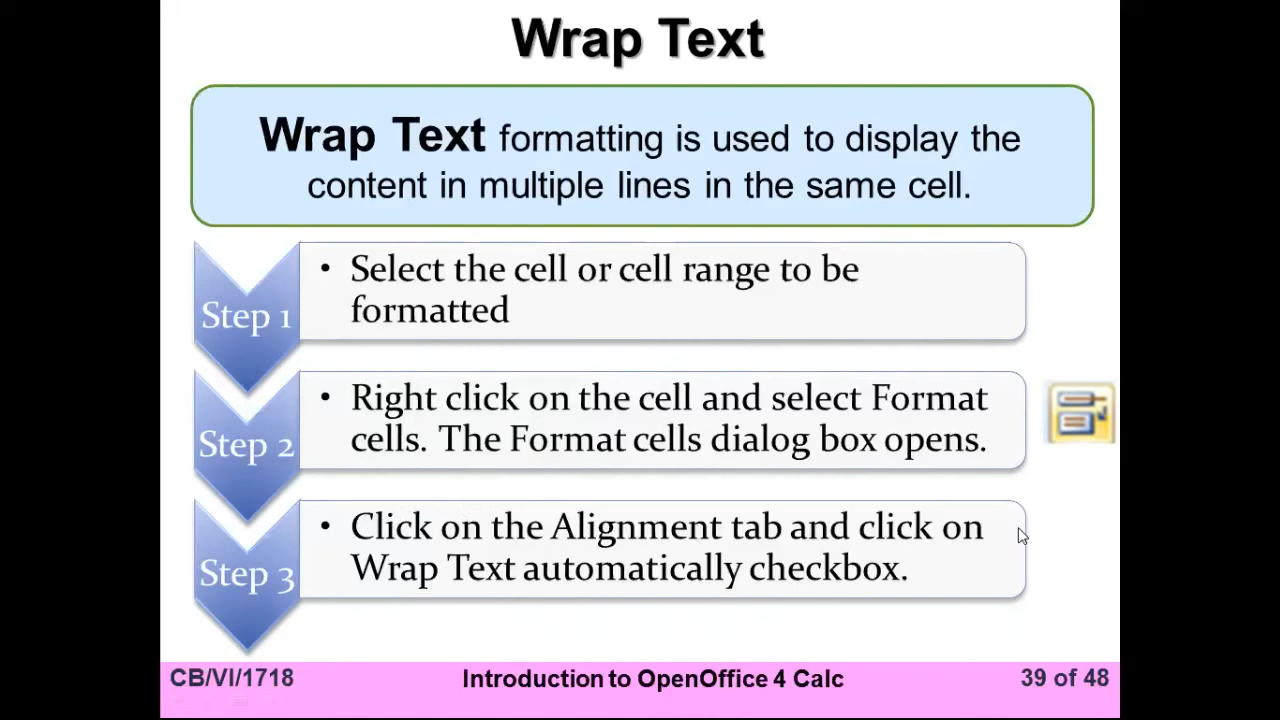 Wrap Text
Wrap Text formatting is used to display the
content in multiple lines in the same cell.
Step 1
• Select the cell or cell range to be
formatted
Step 2
• Right click on the cell and select Format
cells. The Format cells dialog box opens.
Step 3
• Click on the Alignment tab and click on
Wrap Text automatically checkbox.
CB/VI/1718
Introduction to OpenOffice 4 Calc
39 of 48